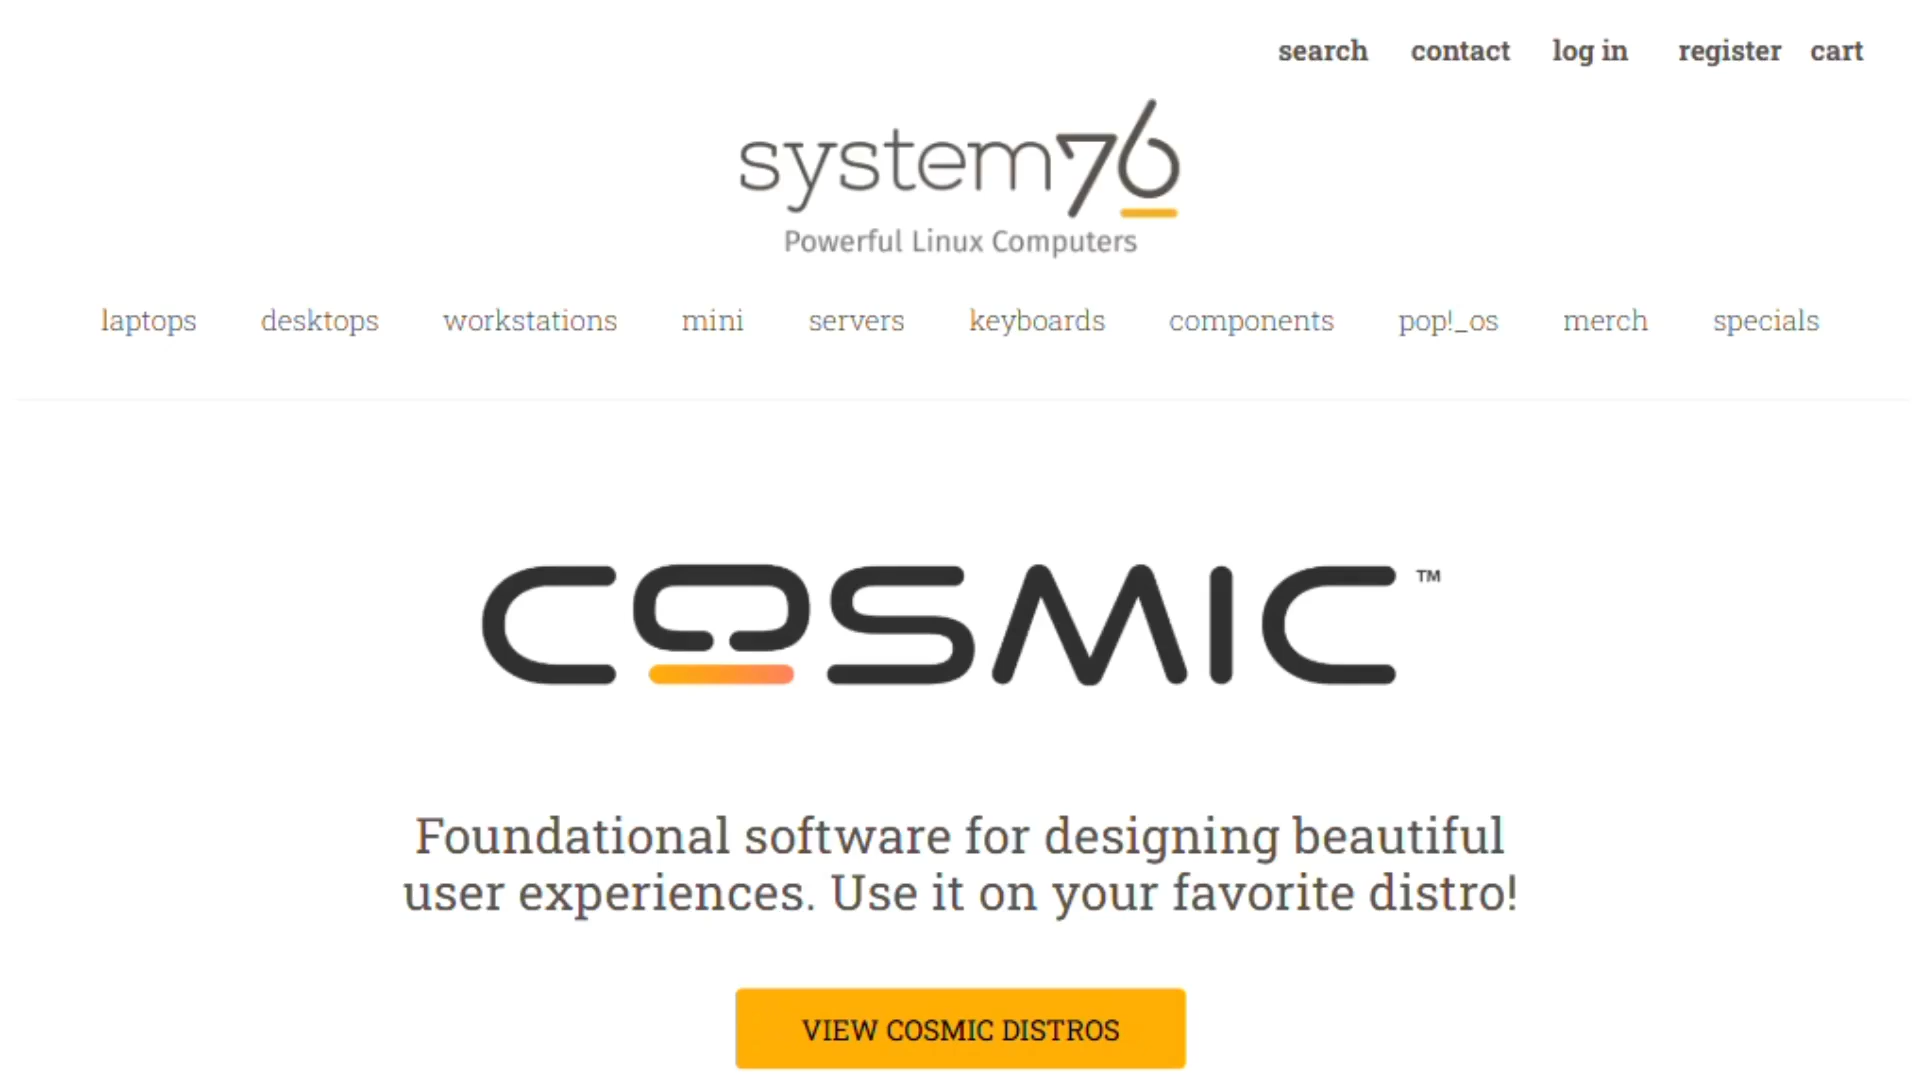 search contact log in register cart
system76
Powerful Linux Computers
laptops desktops workstations mini servers keyboards components pop!_os merch specials
COSMIC™
Foundational software for designing beautiful
user experiences. Use it on your favorite distro!
VIEW COSMIC DISTROS